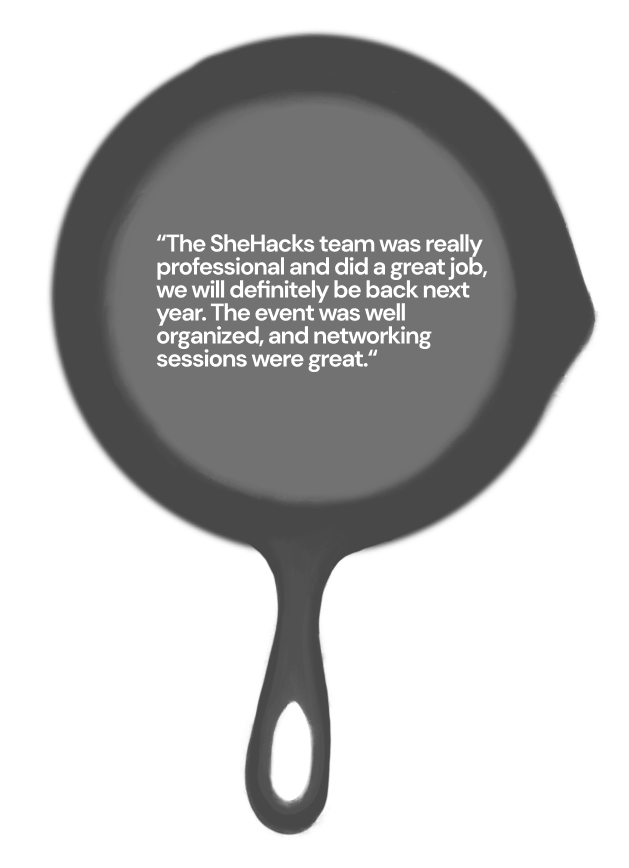 “The SheHacks team was really
professional and did a great job,
we will definitely be back next
year. The event was well
organized, and networking
sessions were great.“